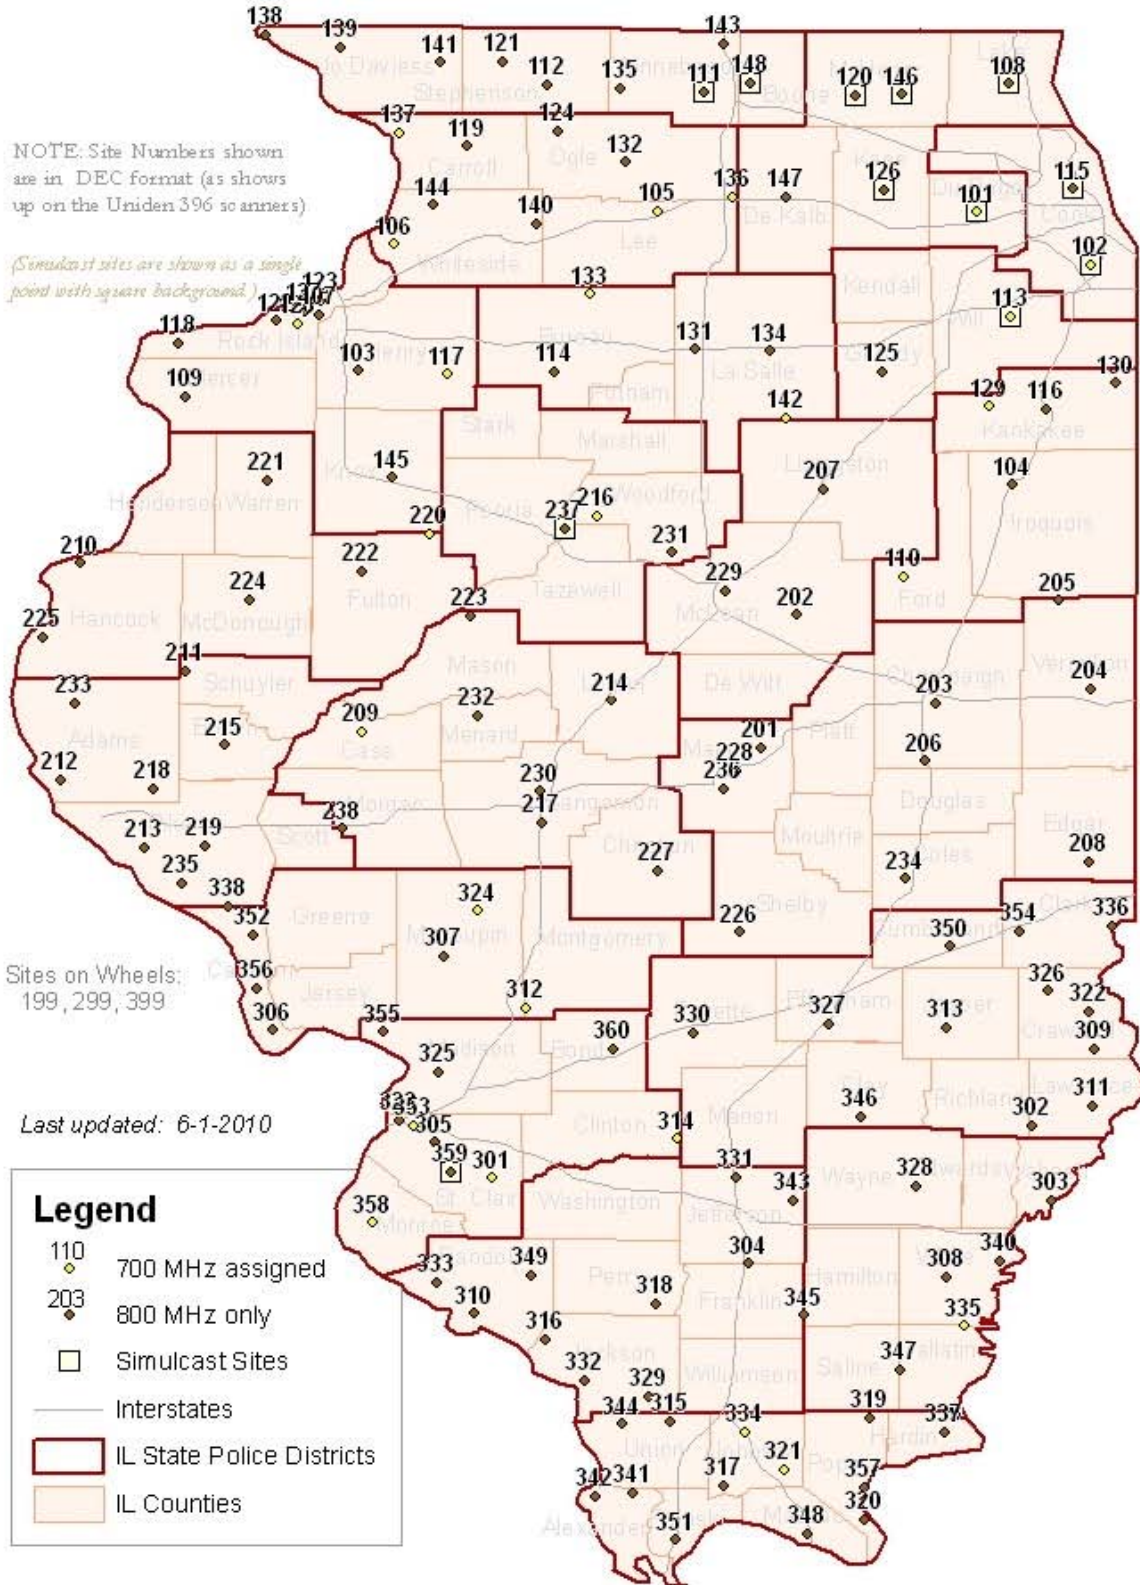 138
139
141
121
143
112
135
111
148
120
146
108
Jo Daviess
Stephenson
Boone
Lake
NOTE: Site Numbers shown
are in DEC format (as shows
up on the Uniden 396 scanners)
137
119
124
132
Carroll
Ogle
Kane
126
115
144
140
105
136
147
101
De Kalb
Cook
106
Lee
102
Whiteside
(Simulcast sites are shown as a single
point with square background.)
133
Kendall
113
Will
123
107
118
Rock Island
Henry
Bureau
131
134
103
117
114
125
Grundy
La Salle
130
109
Mercer
Putnam
142
129
116
Kankakee
Stark
Marshall
221
Knox
145
Livingston
207
104
Henderson
Warren
Peoria
237
216
Woodford
Iroquois
220
231
210
222
224
Fulton
229
202
110
Ford
205
225
Hancock
McDonough
223
Tazewell
McLean
211
Schuyler
Mason
De Witt
Champaign
Vermilion
233
209
232
214
203
204
Adams
215
Cass
Menard
201
Piatt
212
218
228
206
230
236
Morgan
Sangamon
Douglas
238
217
213
219
Scott
Moultrie
Edgar
235
227
Christian
234
Coles
208
338
324
Shelby
Clark
352
Greene
226
350
354
336
307
Macoupin
Montgomery
Cumberland
Sites on Wheels:
199, 299, 399
356
Jersey
326
322
306
355
312
330
Effingham
327
313
Crawford
309
Madison
360
Bond
325
Clay
Richland
Lawrence
311
346
302
Last updated: 6-1-2010
353
305
Clinton
314
Marion
359
301
St. Clair
331
Wayne
328
Edwards
Washington
343
303
358
Monroe
Jefferson
Randolph
349
304
308
340
333
Perry
Hamilton
310
318
Franklin
345
335
316
Jackson
347
Gallatin
332
Williamson
Saline
329
344
315
334
319
337
Union
Hardin
321
Pope
342
341
317
357
320
Alexander
351
348
Legend
110
700 MHz assigned
203
800 MHz only
Simulcast Sites
Interstates
IL State Police Districts
IL Counties